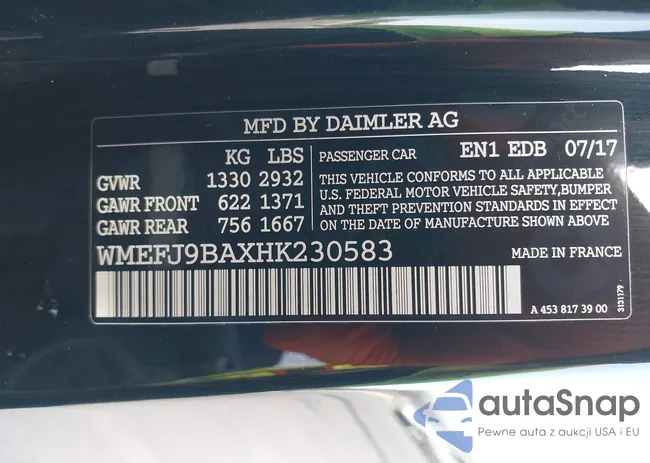 MFD BY DAIMLER AG
KG LBS PASSENGER CAR EN1 EDB 07/17
GVWR 1330 2932
GAWR FRONT 622 1371
GAWR REAR 756 1667
THIS VEHICLE CONFORMS TO ALL APPLICABLE
U.S. FEDERAL MOTOR VEHICLE SAFETY,BUMPER
AND THEFT PREVENTION STANDARDS IN EFFECT
ON THE DATE OF MANUFACTURE SHOWN ABOVE
WMEFJ9BAXHK230583 MADE IN FRANCE
A 453 817 39 00
3131179
autoSnap
Pewne auta z aukcji USA i EU